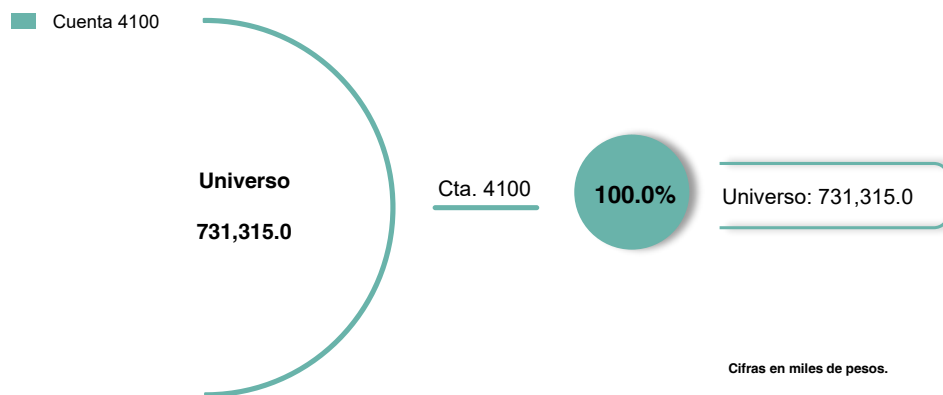 Cuenta 4100
Universo
731,315.0
Cta. 4100
100.0%
Universo: 731,315.0
Cifras en miles de pesos.